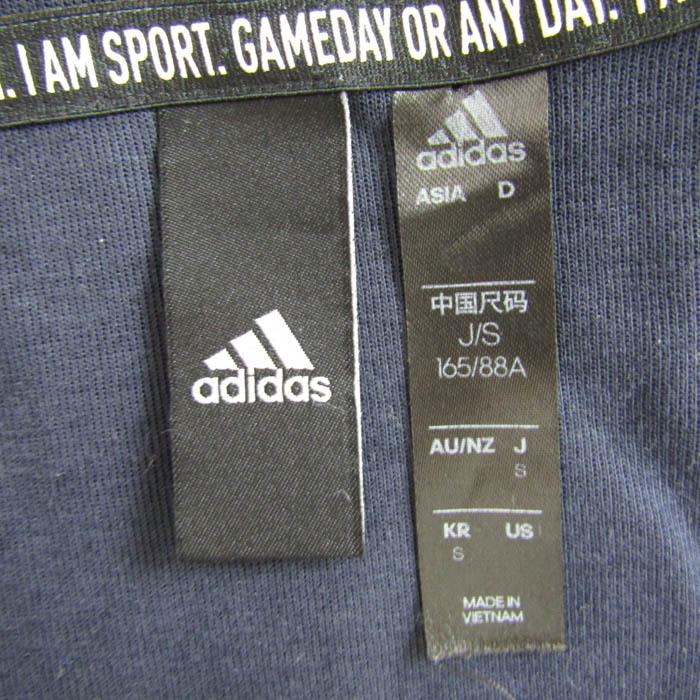 . I AM SPORT. GAMEDAY OR ANY DAY. I
adidas
adidas
ASIA D
中国尺码
J/S
165/88A
AU/NZ J
S
KR US
S
MADE IN
VIETNAM